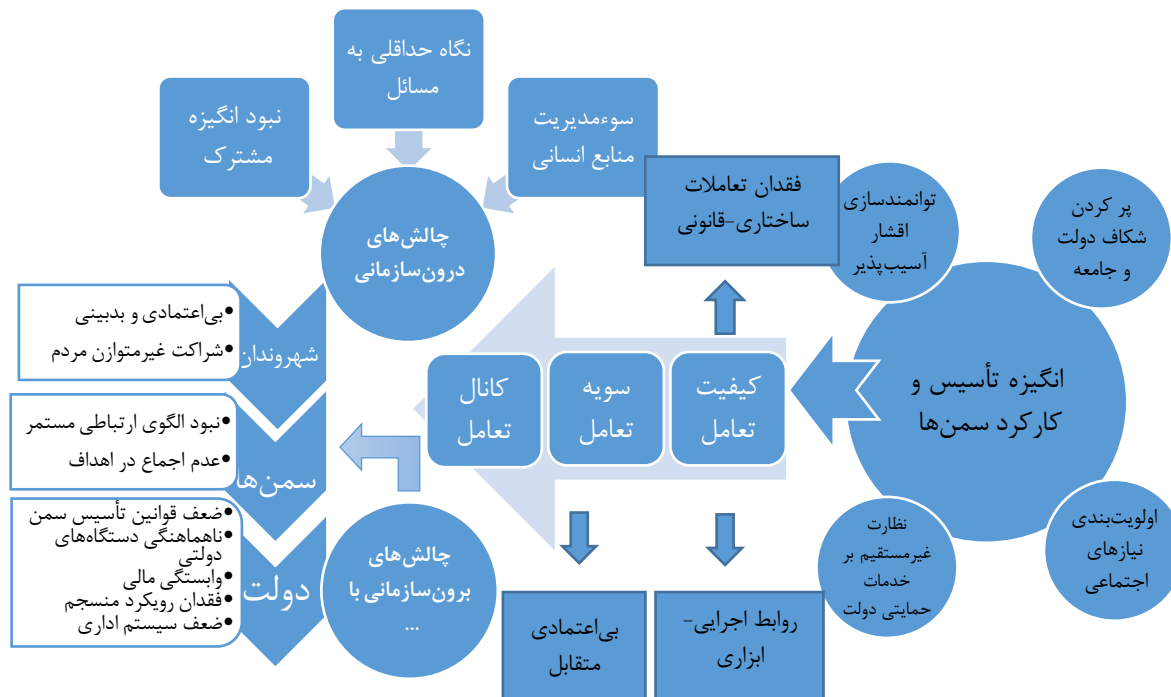 نگاه حداقلی به
مسائل
سوءمدیریت
منابع انسانی
نبود انگیزه
مشترک
چالش‌های
درون‌سازمانی
پر کردن
شکاف دولت
و جامعه
توانمندسازی
اقشار
آسیب‌پذیر
فقدان تعاملات
ساختاری-قانونی
انگیزه تأسیس و
کارکرد سمن‌ها
اولویت‌بندی
نیازهای
اجتماعی
نظارت
غیرمستقیم بر
خدمات
حمایتی دولت
کیفیت
تعامل
سویه
تعامل
کانال
تعامل
روابط اجرایی-
ابزاری
بی‌اعتمادی
متقابل
چالش‌های
برون‌سازمانی با
...
شهروندان
•بی‌اعتمادی و بدبینی
•شراکت غیرمتوازن مردم
سمن‌ها
•نبود الگوی ارتباطی مستمر
•عدم اجماع در اهداف
دولت
•ضعف قوانین تأسیس سمن
•ناهماهنگی دستگاه‌های
دولتی
•وابستگی مالی
•فقدان رویکرد منسجم
•ضعف سیستم اداری